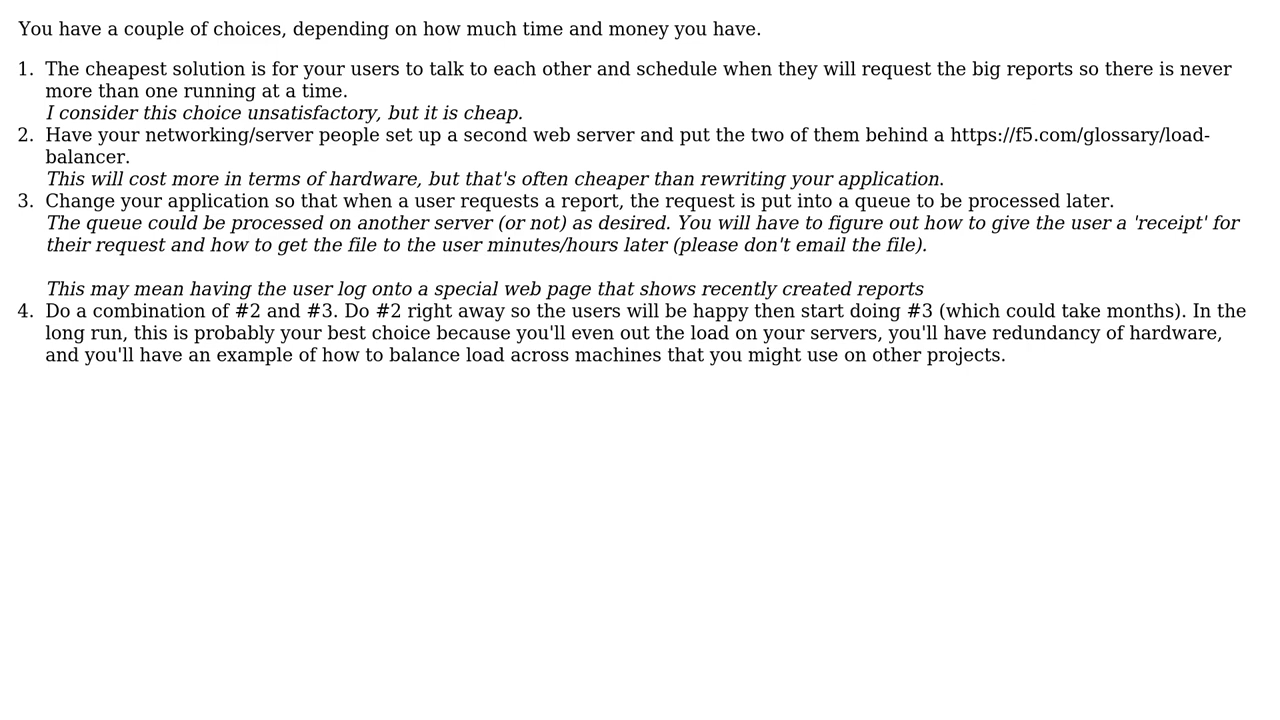 You have a couple of choices, depending on how much time and money you have.
1. The cheapest solution is for your users to talk to each other and schedule when they will request the big reports so there is never
more than one running at a time.
I consider this choice unsatisfactory, but it is cheap.
2. Have your networking/server people set up a second web server and put the two of them behind a https://f5.com/glossary/load-
balancer.
This will cost more in terms of hardware, but that's often cheaper than rewriting your application.
3. Change your application so that when a user requests a report, the request is put into a queue to be processed later.
The queue could be processed on another server (or not) as desired. You will have to figure out how to give the user a 'receipt' for
their request and how to get the file to the user minutes/hours later (please don't email the file).
This may mean having the user log onto a special web page that shows recently created reports
4. Do a combination of #2 and #3. Do #2 right away so the users will be happy then start doing #3 (which could take months). In the
long run, this is probably your best choice because you'll even out the load on your servers, you'll have redundancy of hardware,
and you'll have an example of how to balance load across machines that you might use on other projects.